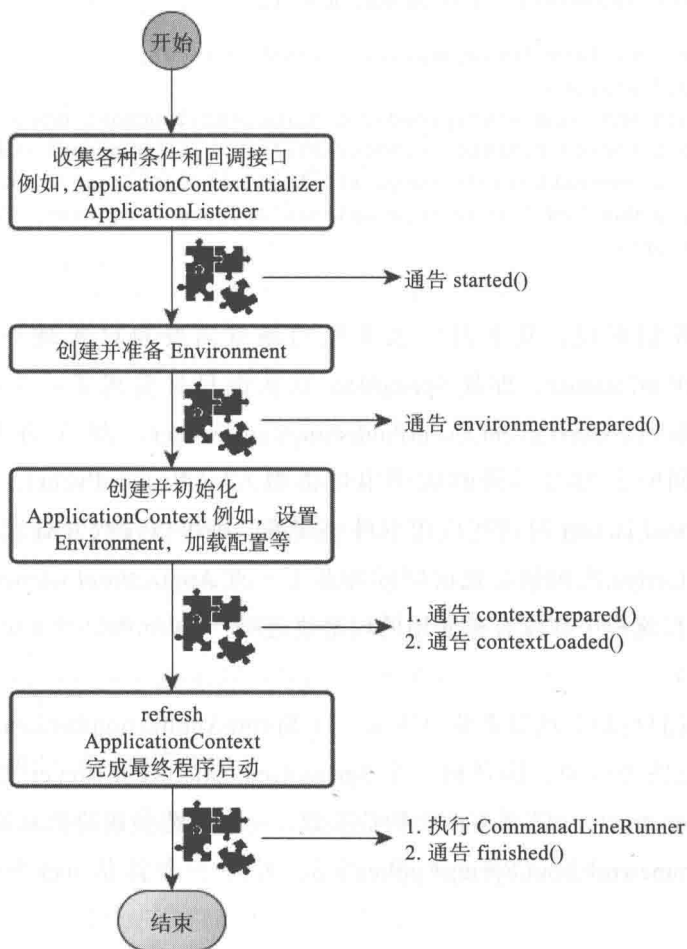 开始
收集各种条件和回调接口
例如，ApplicationContextIntializer
ApplicationListener
通告 started()
创建并准备 Environment
通告 environmentPrepared()
创建并初始化
ApplicationContext 例如，设置
Environment，加载配置等
1. 通告 contextPrepared()
2. 通告 contextLoaded()
refresh
ApplicationContext
完成最终程序启动
1. 执行 CommanadLineRunner
2. 通告 finished()
结束